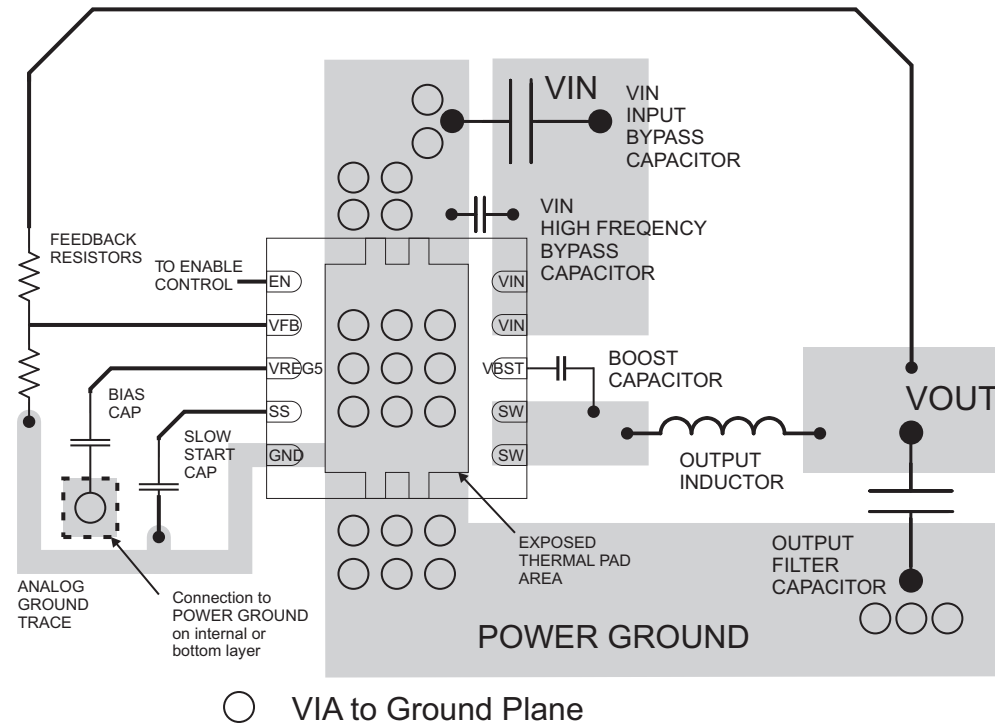 VIN
VIN
INPUT
BYPASS
CAPACITOR
VIN
HIGH FREQENCY
BYPASS
CAPACITOR
FEEDBACK
RESISTORS
TO ENABLE
CONTROL
EN
VFB
VREG5
SS
GND
VIN
VIN
VBST
SW
SW
BOOST
CAPACITOR
VOUT
BIAS
CAP
SLOW
START
CAP
OUTPUT
INDUCTOR
EXPOSED
THERMAL PAD
AREA
OUTPUT
FILTER
CAPACITOR
ANALOG
GROUND
TRACE
Connection to
POWER GROUND
on internal or
bottom layer
POWER GROUND
VIA to Ground Plane